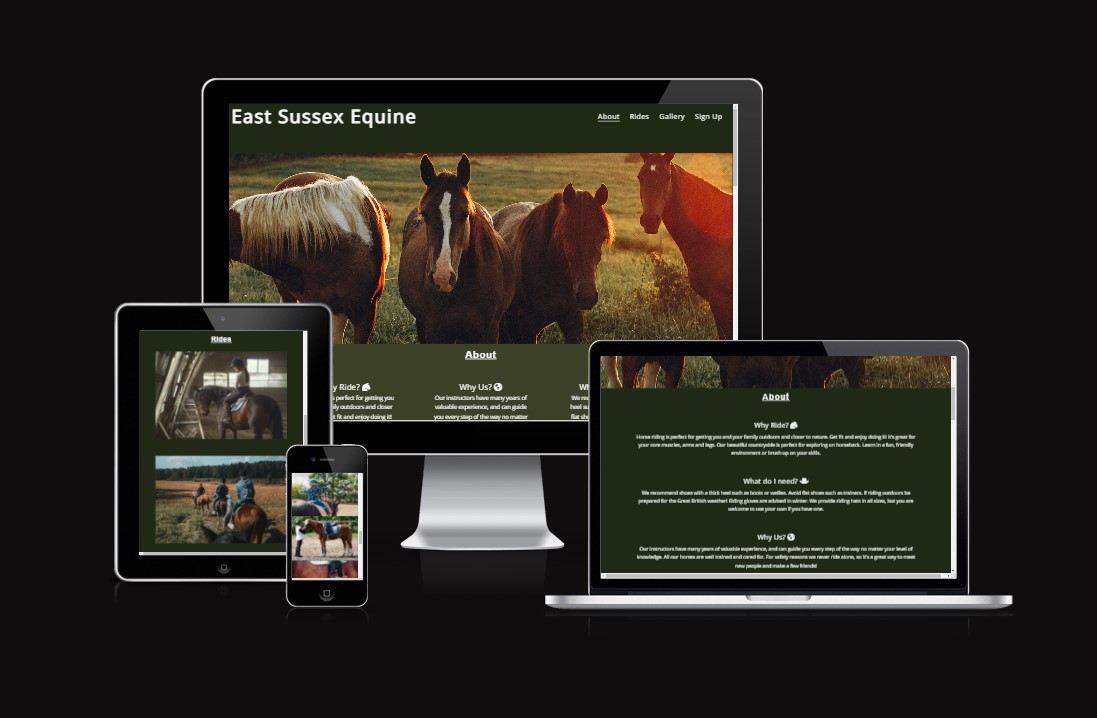 East Sussex Equine
About Rides Gallery Sign Up
About
y Ride?
s perfect for getting you
ily outdoors and closer
t fit and enjoy doing it!
Why Us?
Our instructors have many years of
valuable experience, and can guide
you every step of the way no matter
Wh
We rec
heel su
flat sho
Rides
About
Why Ride?
Horse riding is perfect for getting you and your family outdoors and closer to nature. Get fit and enjoy doing it! It's great for
your core muscles, arms and legs. Our beautiful countryside is perfect for exploring on horseback. Learn in a fun, friendly
environment or brush up on your skills.
What do I need?
We recommend shoes with a thick heel such as boots or wellies. Avoid flat shoes such as trainers. If riding outdoors be
prepared for the Great British weather! Riding gloves are advised in winter. We provide riding hats in all sizes, but you are
welcome to use your own if you have one.
Why Us?
Our instructors have many years of valuable experience, and can guide you every step of the way no matter your level of
knowledge. All our horses are well trained and cared for. For safety reasons we never ride alone, so it's a great way to meet
new people and make a few friends!